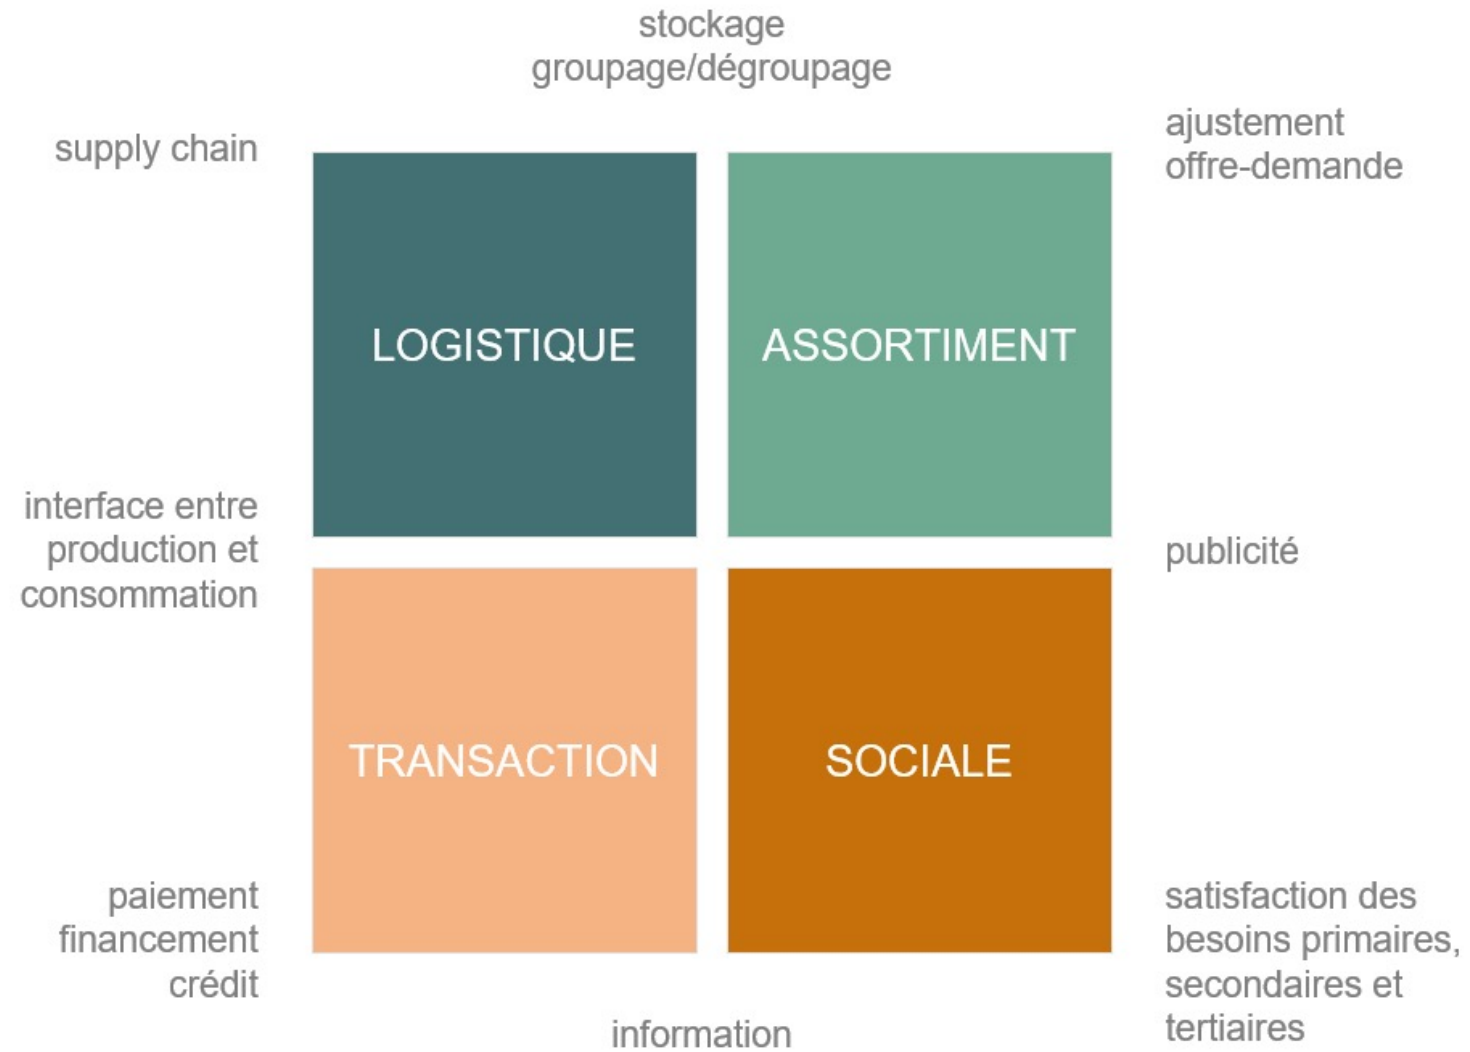 stockage
groupage/dégroupage
supply chain
ajustement
offre-demande
LOGISTIQUE
ASSORTIMENT
interface entre
production et
consommation
publicité
TRANSACTION
SOCIALE
paiement
financement
crédit
satisfaction des
besoins primaires,
secondaires et
tertiaires
information